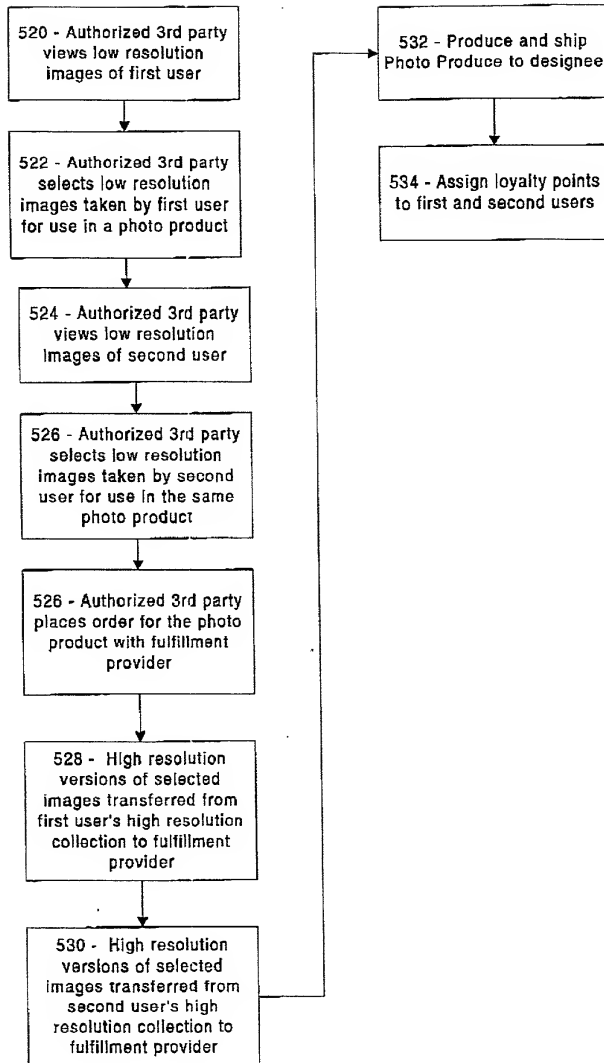 520 - Authorized 3rd party
views low resolution
images of first user
522 - Authorized 3rd party
selects low resolution
images taken by first user
for use in a photo product
524 - Authorized 3rd party
views low resolution
images of second user
526 - Authorized 3rd party
selects low resolution
images taken by second
user for use in the same
photo product
526 - Authorized 3rd party
places order for the photo
product with fulfillment
provider
528 - High resolution
versions of selected
images transferred from
first user's high resolution
collection to fulfillment
provider
530 - High resolution
versions of selected
images transferred from
second user's high
resolution collection to
fulfillment provider
532 - Produce and ship
Photo Produce to designee
534 - Assign loyalty points
to first and second users